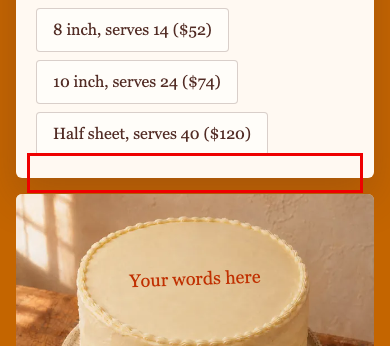 8 inch, serves 14 ($52)
10 inch, serves 24 ($74)
Half sheet, serves 40 ($120)
Your words here